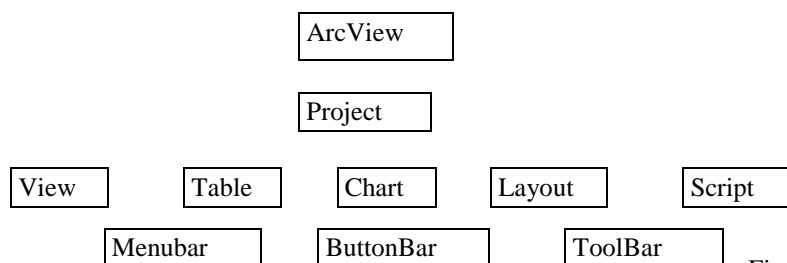 ArcView
Project
View Table Chart Layout Script
Menubar ButtonBar ToolBar